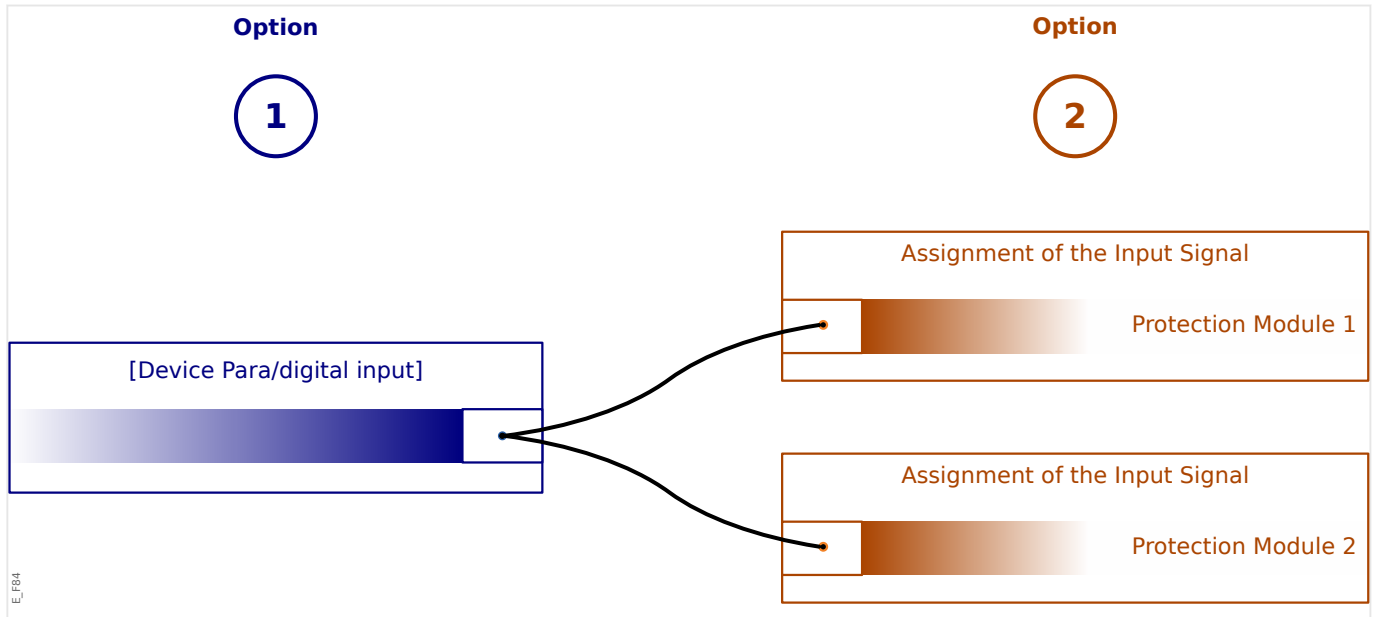 Option
1
Option
2
[Device Para/digital input]
Assignment of the Input Signal
Protection Module 1
Assignment of the Input Signal
Protection Module 2
E_F84